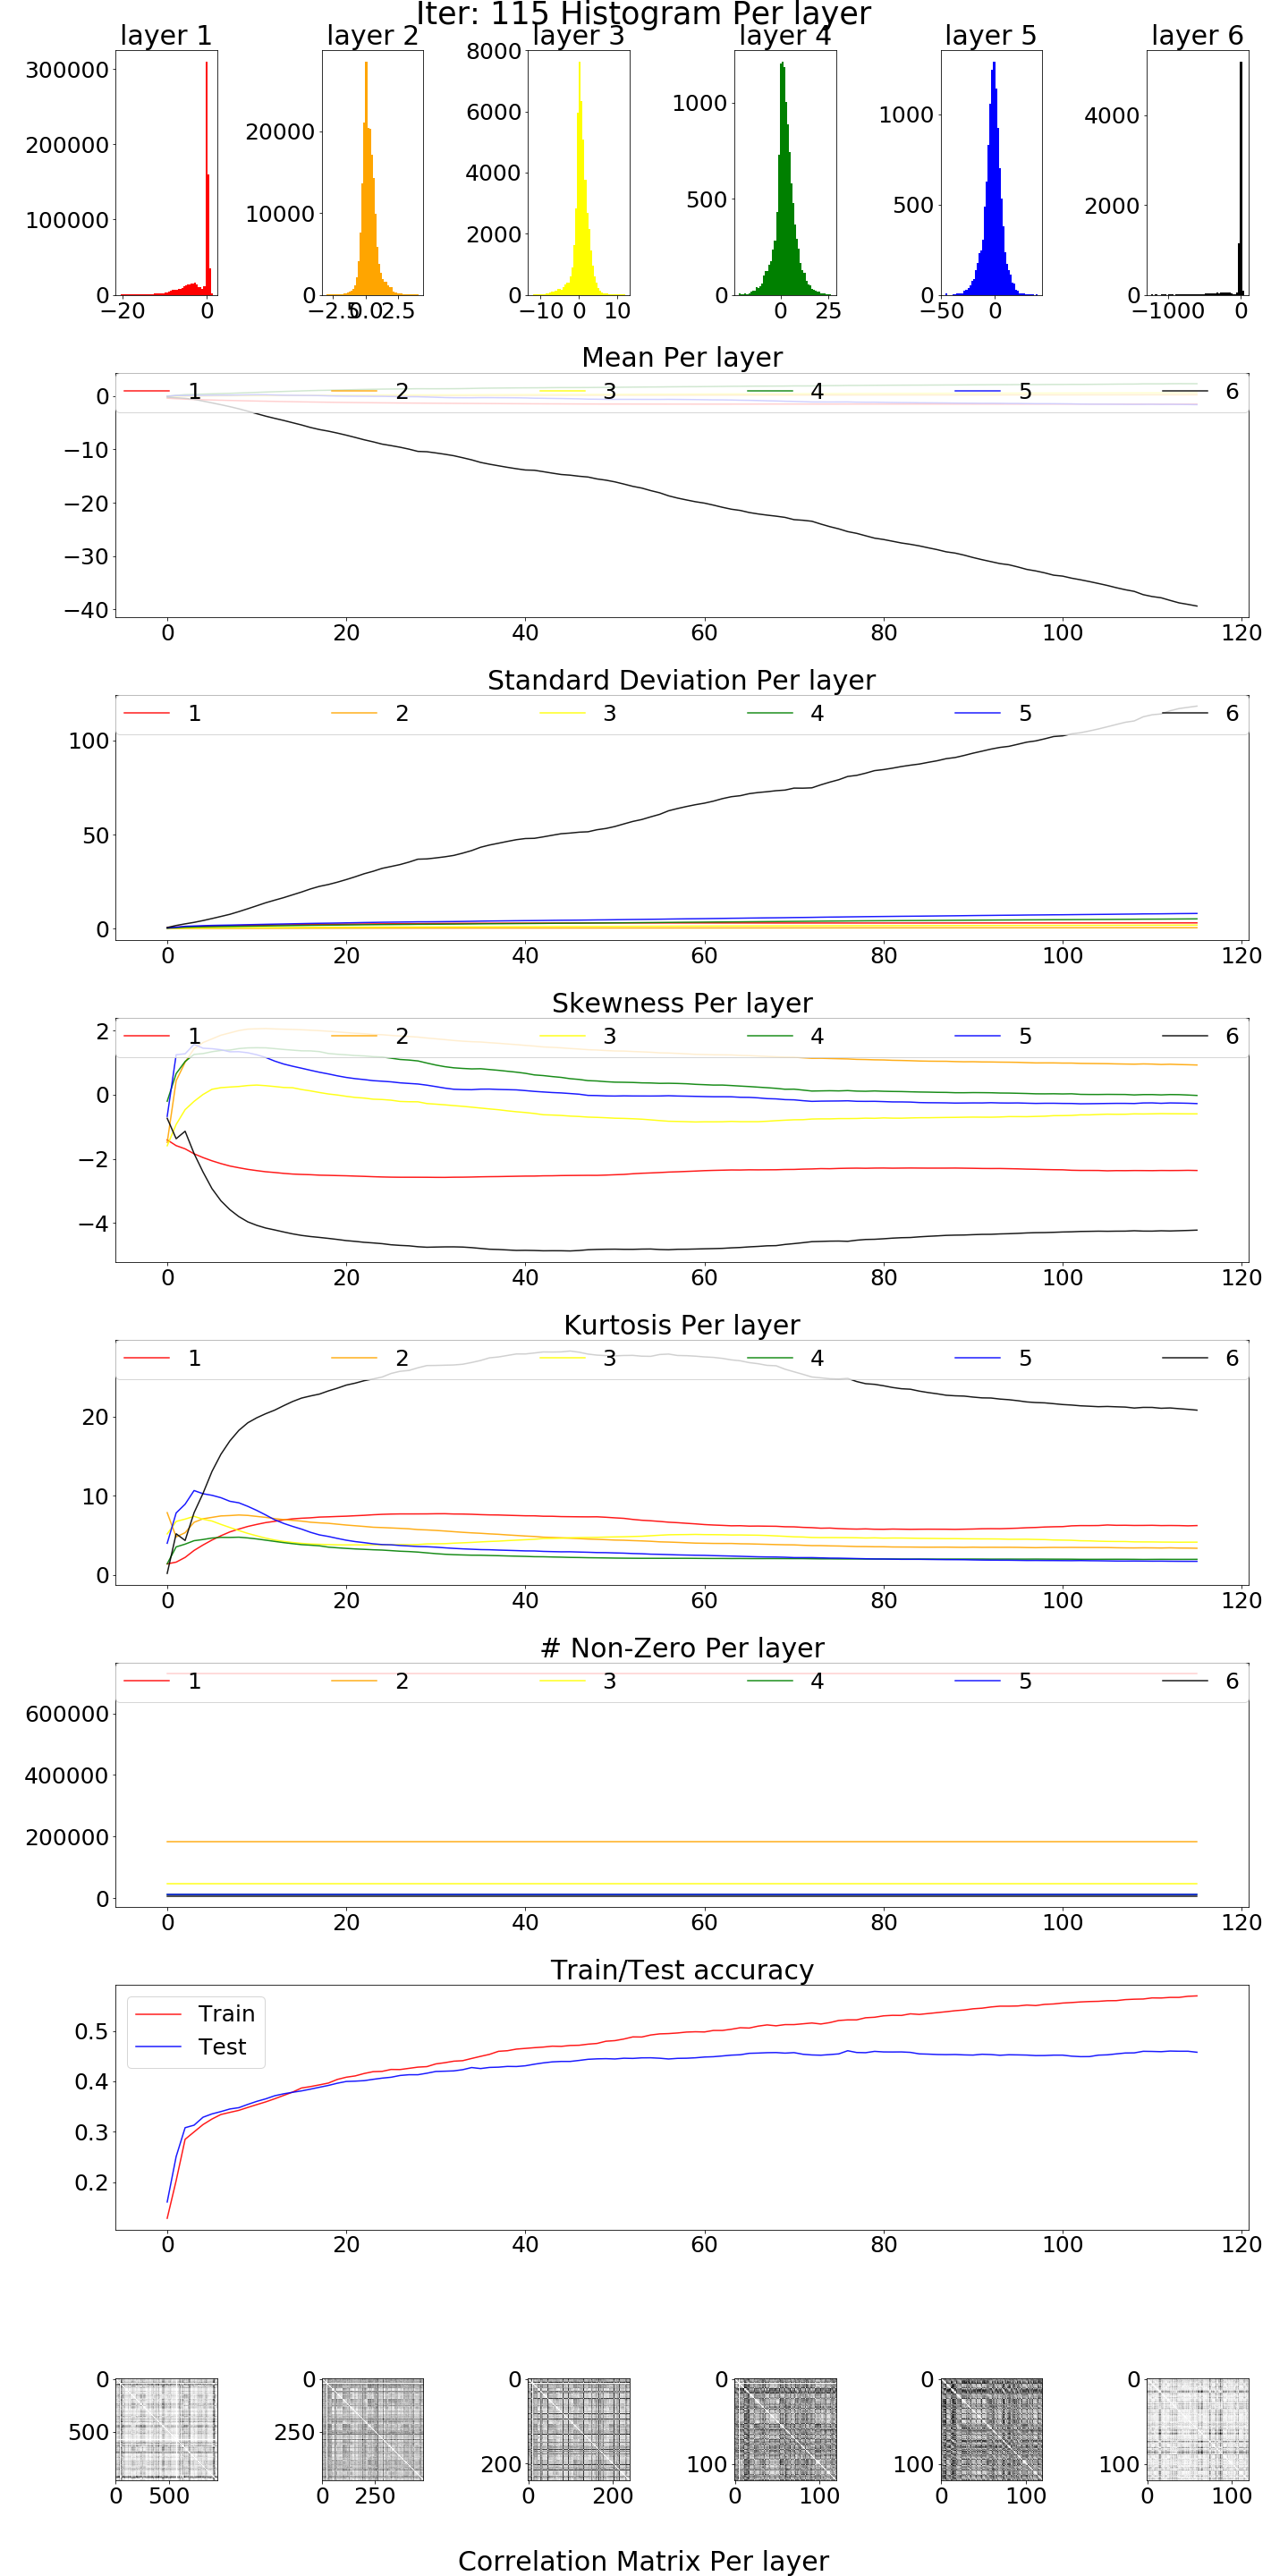 Iter: 115 Histogram Per layer
layer 1 layer 2 layer 3 layer 4 layer 5 layer 6
300000
200000
100000
0
−20 0
20000
10000
0
−2.5 0.0 2.5
8000
6000
4000
2000
0
−10 0 10
1000
500
0
0 25
1000
500
0
−50 0
4000
2000
0
−1000 0
Mean Per layer
1 2 3 4 5 6
0
−10
−20
−30
−40
0 20 40 60 80 100 120
Standard Deviation Per layer
1 2 3 4 5 6
100
50
0
0 20 40 60 80 100 120
Skewness Per layer
1 2 3 4 5 6
2
0
−2
−4
0 20 40 60 80 100 120
Kurtosis Per layer
1 2 3 4 5 6
20
10
0
0 20 40 60 80 100 120
# Non-Zero Per layer
1 2 3 4 5 6
600000
400000
200000
0
0 20 40 60 80 100 120
Train/Test accuracy
Train
Test
0.5
0.4
0.3
0.2
0 20 40 60 80 100 120
0
500
0 500
0
250
0 250
0
200
0 200
0
100
0 100
0
100
0 100
0
100
0 100
Correlation Matrix Per layer